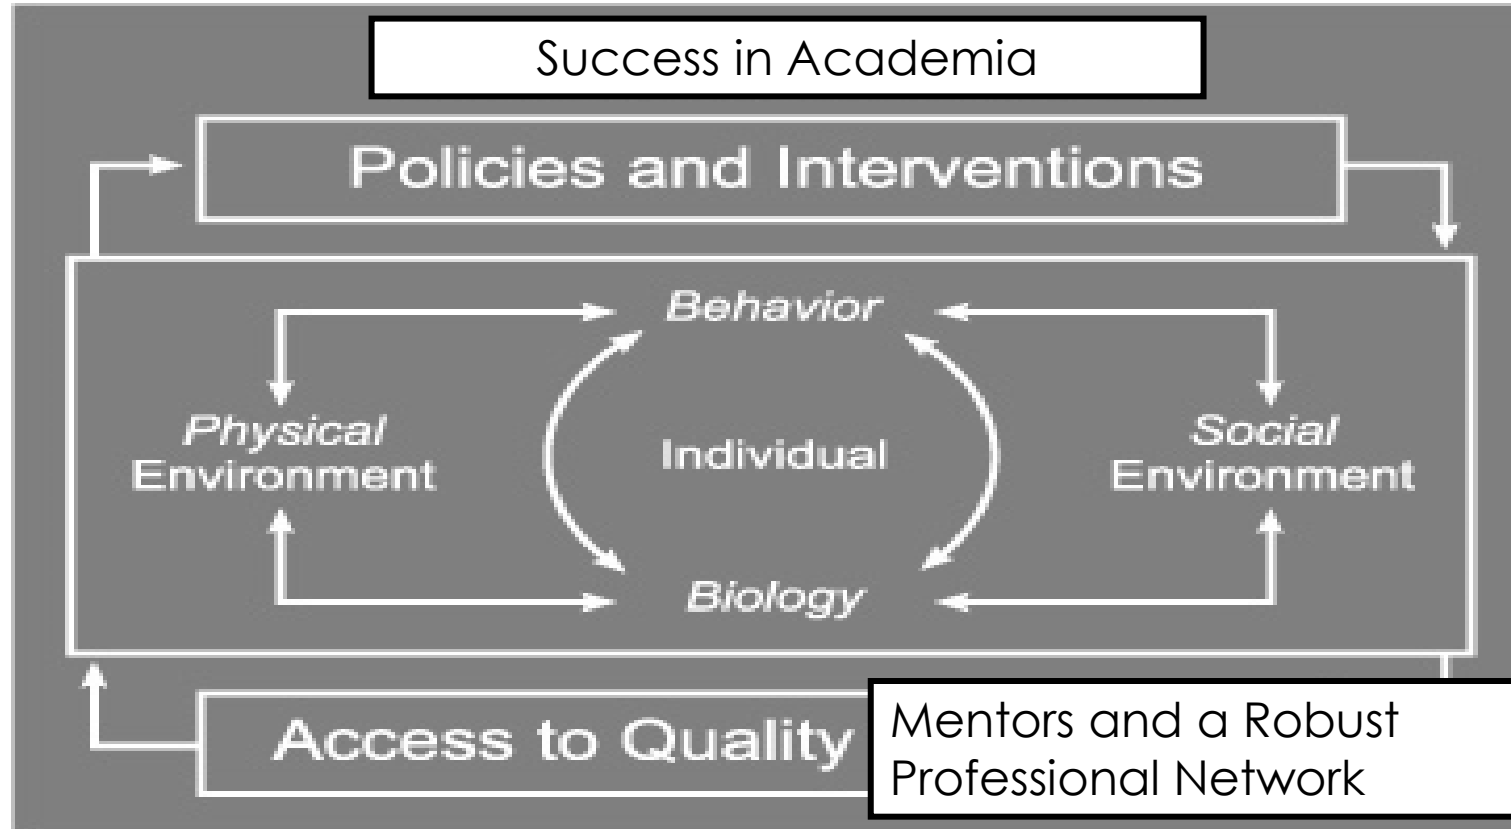 Success in Academia
Policies and Interventions
Behavior
Physical
Environment
Individual
Social
Environment
Biology
Access to Quality
Mentors and a Robust
Professional Network